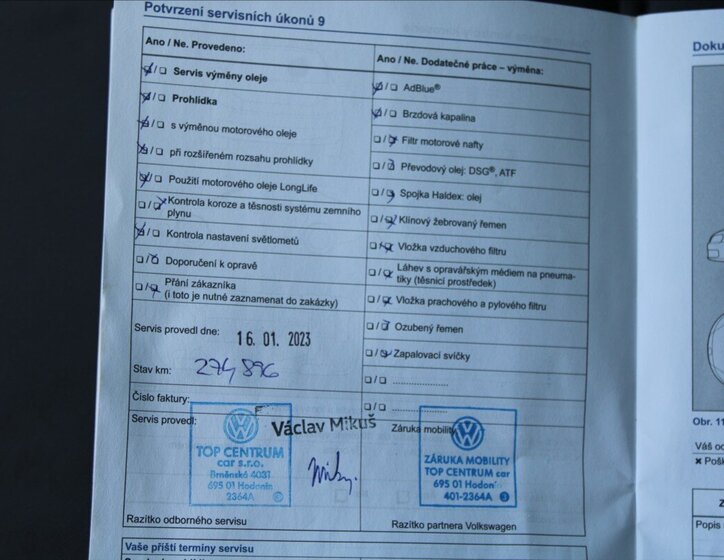 Potvrzení servisních úkonů 9
Ano / Ne. Provedeno:
Servis výměny oleje
Prohlídka
s výměnou motorového oleje
při rozšířeném rozsahu prohlídky
Použití motorového oleje LongLife
Kontrola koroze a těsnosti systému zemního
plynu
Kontrola nastavení světlometů
Doporučení k opravě
Přání zákazníka
(i toto je nutné zaznamenat do zakázky)
Servis provedl dne: 16. 01. 2023
Stav km: 274 896
Číslo faktury:
Servis provedl:
Václav Mikuš
TOP CENTRUM
car s.r.o.
Brněnská 4031
695 01 Hodonín
2364A
Razítko odborného servisu
Ano / Ne. Dodatečné práce – výměna:
AdBlue®
Brzdová kapalina
Filtr motorové nafty
Převodový olej: DSG®, ATF
Spojka Haldex: olej
Klínový žebrovaný řemen
Vložka vzduchového filtru
Láhev s opravářským médiem na pneuma-
tiky (těsnicí prostředek)
Vložka prachového a pylového filtru
Ozubený řemen
Zapalovací svíčky
Záruka mobility
ZÁRUKA MOBILITY
TOP CENTRUM car
695 01 Hodonín
401-2364A
Razítko partnera Volkswagen
Vaše příští termíny servisu
Doku
Obr. 11
Váš oc
Pošk
Popis